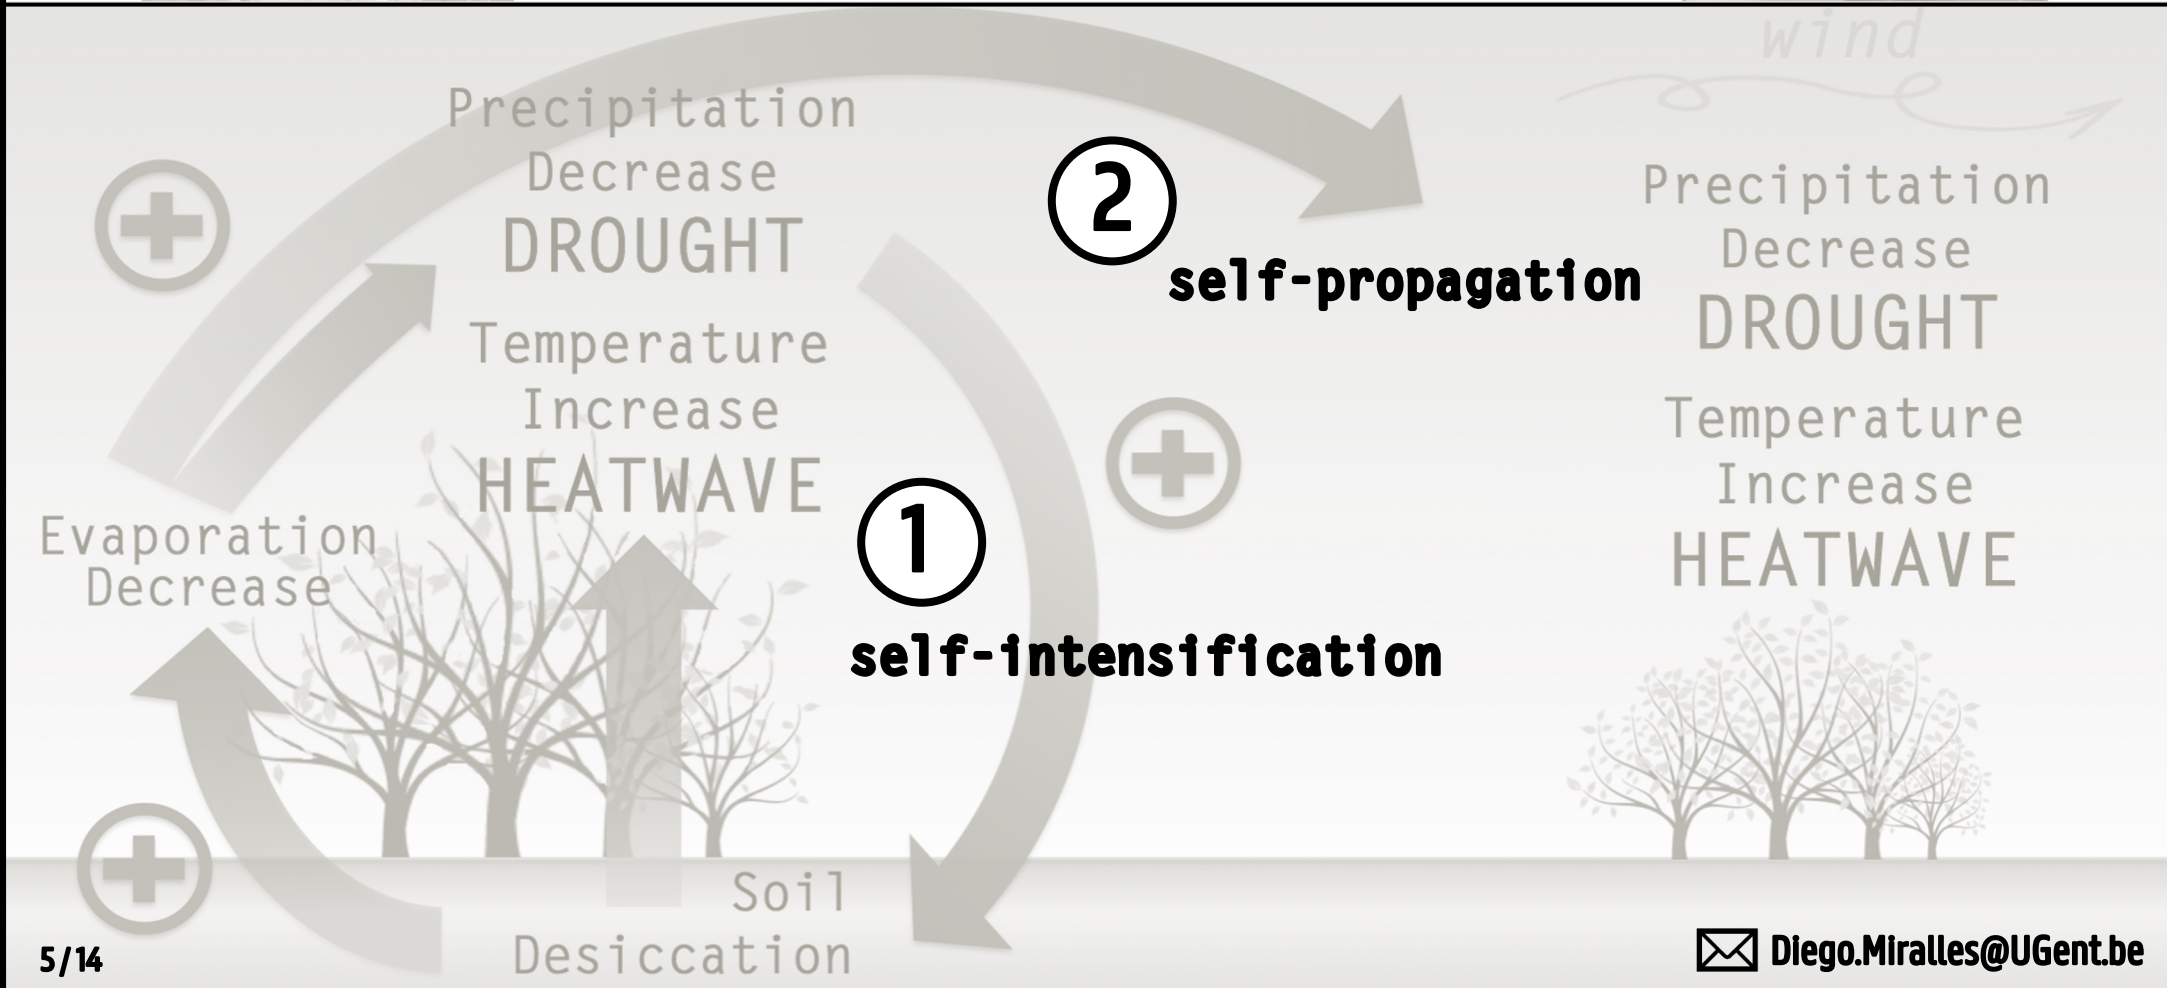 wind
Precipitation
Decrease
DROUGHT
Temperature
Increase
HEATWAVE
2
self-propagation
Precipitation
Decrease
DROUGHT
Temperature
Increase
HEATWAVE
Evaporation
Decrease
1
self-intensification
Soil
Desiccation
5/14
Diego.Miralles@UGent.be